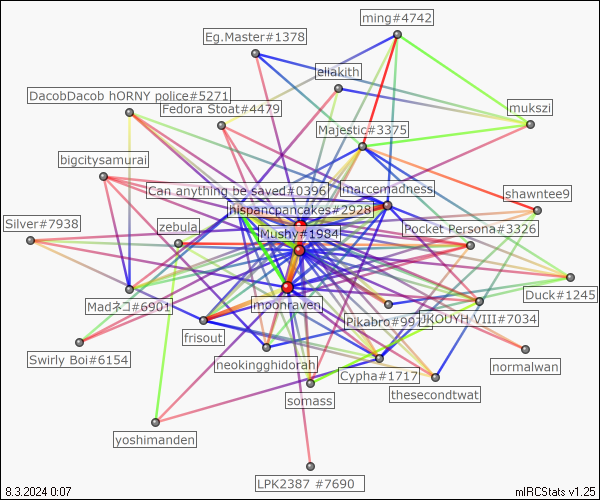 ming#4742
Eg.Master#1378
eliakith
DacobDacob hORNY police#5271
Fedora Stoat#4479
mukszi
Majestic#3375
bigcitysamurai
Can anything be saved#0396
marcemadness
shawntee9
hispancpancakes#2928
Silver#7938
zebula
Mushy#1984
Pocket Persona#3326
Madネコ#6901
moonraven
Duck#1245
Pikabro#997
JKOUYH VIII#7034
frisout
Swirly Boi#6154
neokingghidorah
Cypha#1717
normalwan
somass
thesecondtwat
yoshimanden
LPK2387 #7690
8.3.2024 0:07
mIRCStats v1.25